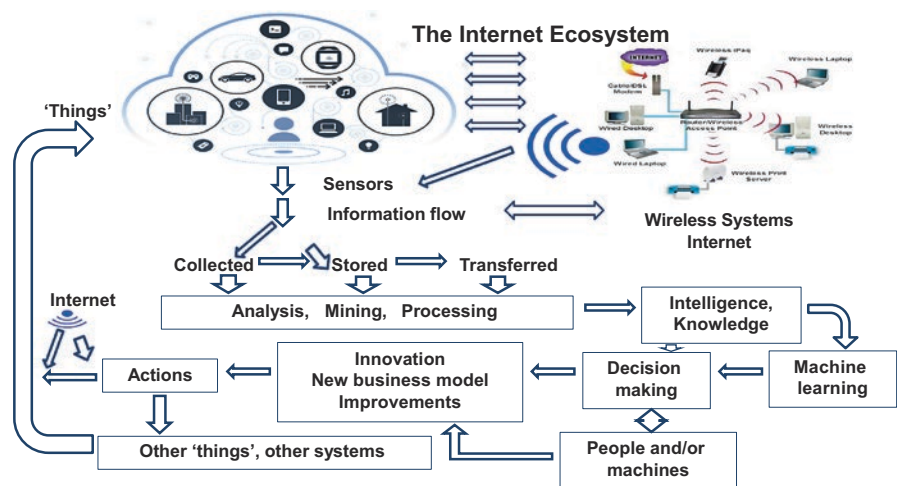 The Internet Ecosystem
Wireless iPaq
Wireless Laptop
INTERNET
Cable/DSL
Modem
'Things'
Router/Wireless
Access Point
Wired Desktop
Wireless
Desktop
Wired Laptop
Wireless Print
Server
Sensors
Information flow
Wireless Systems
Internet
Collected
Stored
Transferred
Internet
Analysis, Mining, Processing
Intelligence,
Knowledge
Innovation
New business model
Improvements
Actions
Decision
making
Machine
learning
Other 'things', other systems
People and/or
machines